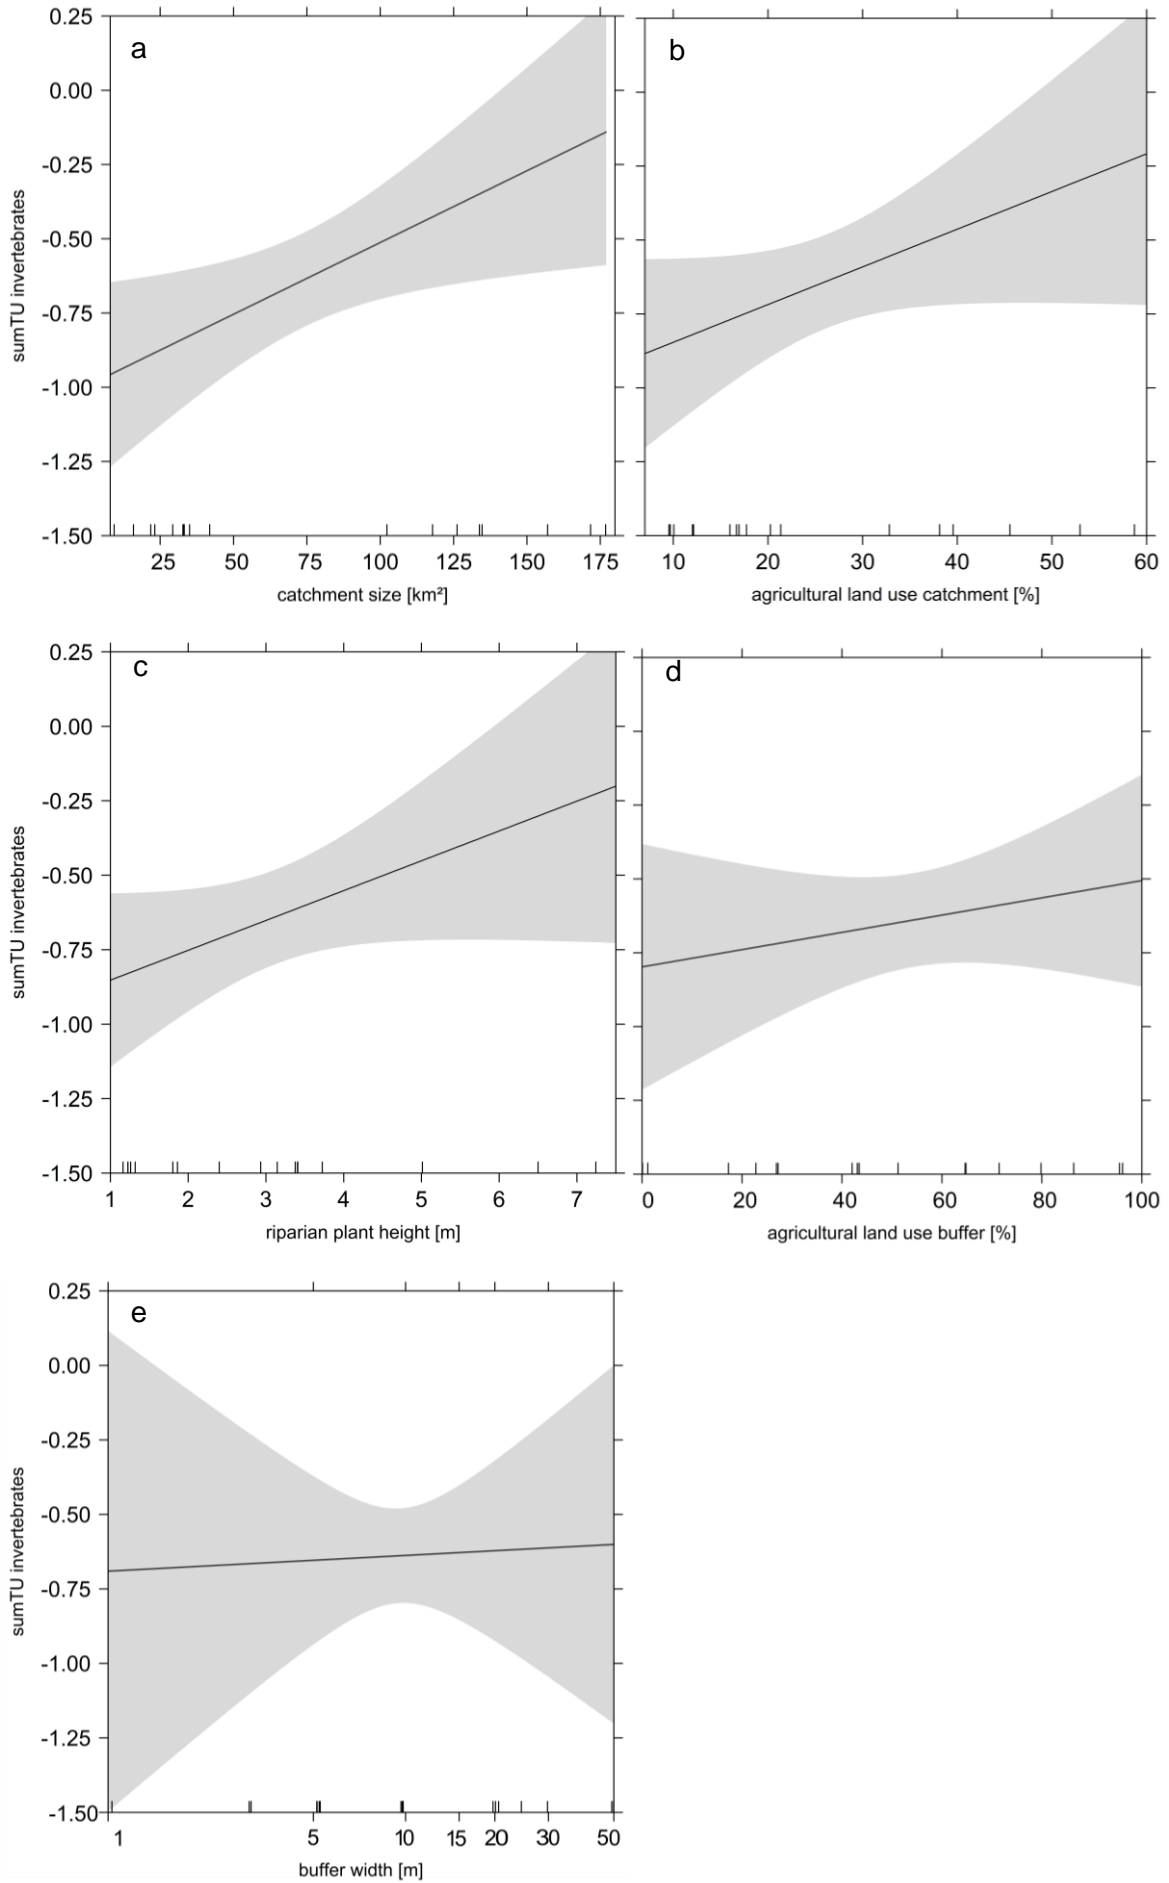 0.25
0.00
-0.25
-0.50
-0.75
-1.00
-1.25
-1.50
sumTU invertebrates
a
25 50 75 100 125 150 175
catchment size [km²]
b
10 20 30 40 50 60
agricultural land use catchment [%]
0.25
0.00
-0.25
-0.50
-0.75
-1.00
-1.25
-1.50
sumTU invertebrates
c
1 2 3 4 5 6 7
riparian plant height [m]
d
0 20 40 60 80 100
agricultural land use buffer [%]
0.25
0.00
-0.25
-0.50
-0.75
-1.00
-1.25
-1.50
sumTU invertebrates
e
1 5 10 15 20 30 50
buffer width [m]